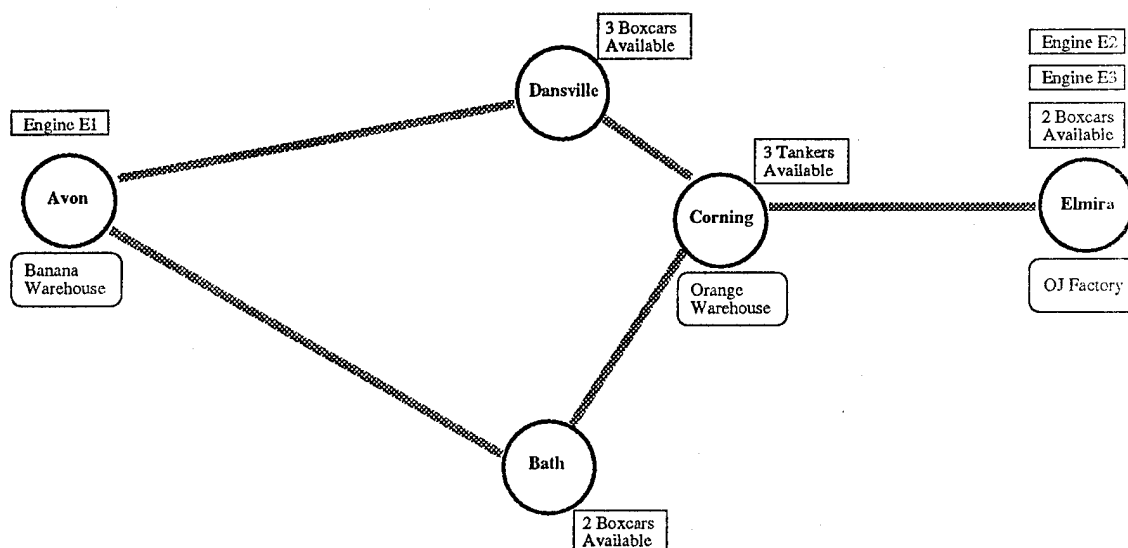 3 Boxcars
Available
Dansville
Engine E1
Avon
Banana
Warehouse
3 Tankers
Available
Corning
Orange
Warehouse
Engine E2
Engine E3
2 Boxcars
Available
Elmira
OJ Factory
Bath
2 Boxcars
Available